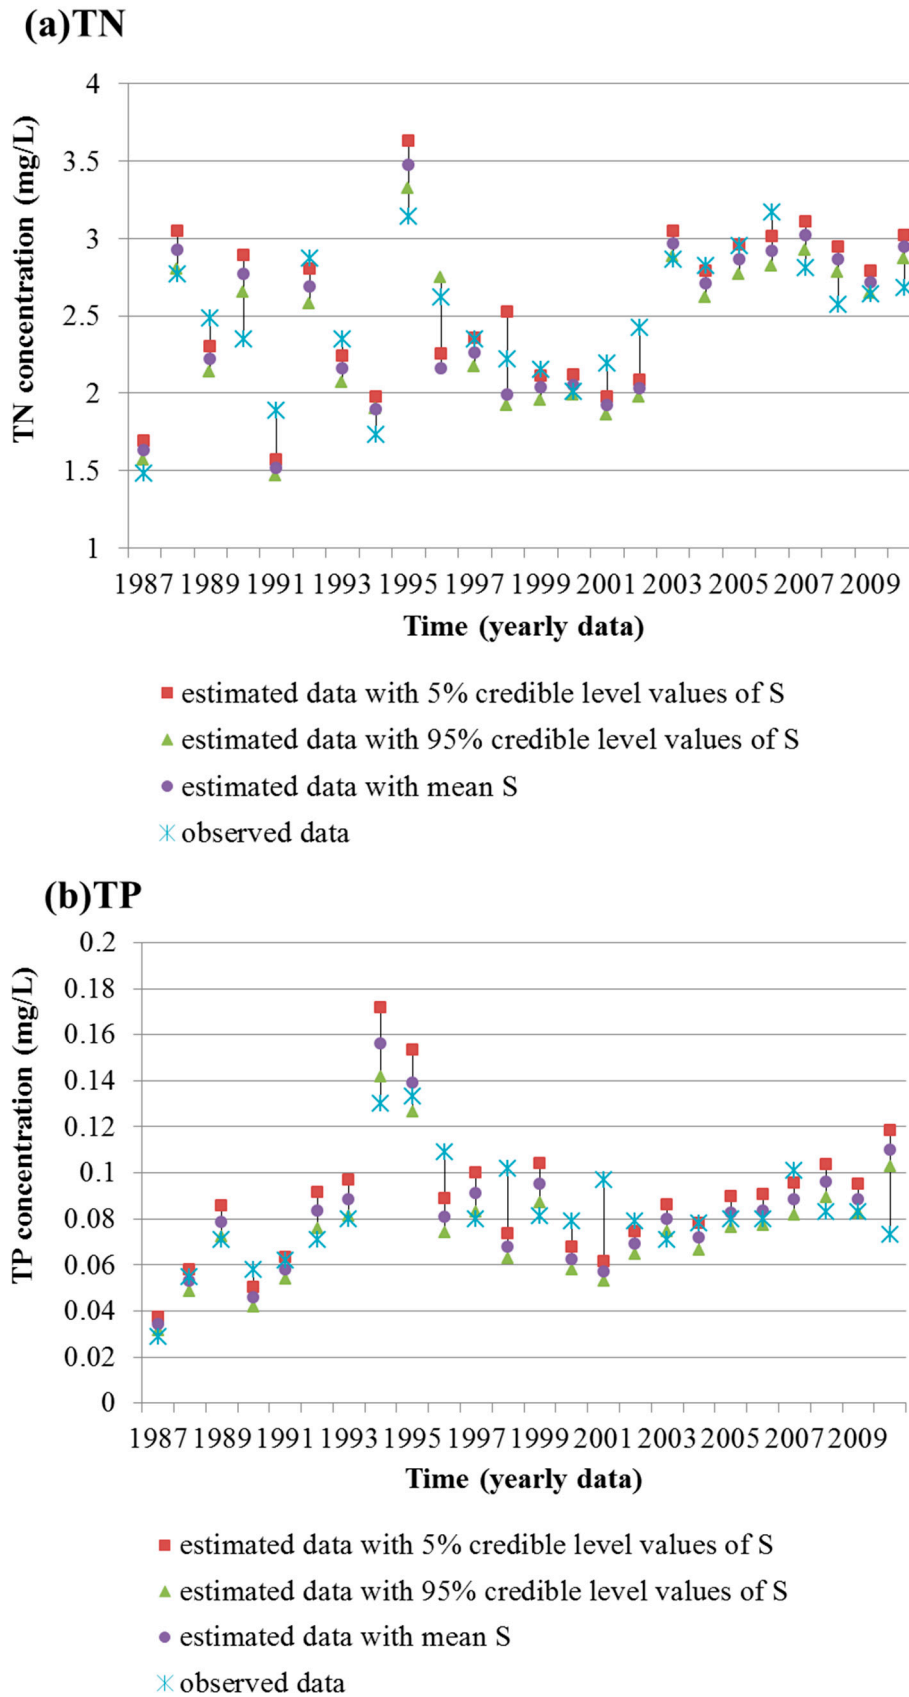 (a)TN
4
3.5
3
2.5
2
1.5
1
TN concentration (mg/L)
1987 1989 1991 1993 1995 1997 1999 2001 2003 2005 2007 2009
Time (yearly data)
estimated data with 5% credible level values of S
estimated data with 95% credible level values of S
estimated data with mean S
observed data
(b)TP
0.2
0.18
0.16
0.14
0.12
0.1
0.08
0.06
0.04
0.02
0
TP concentration (mg/L)
1987 1989 1991 1993 1995 1997 1999 2001 2003 2005 2007 2009
Time (yearly data)
estimated data with 5% credible level values of S
estimated data with 95% credible level values of S
estimated data with mean S
observed data